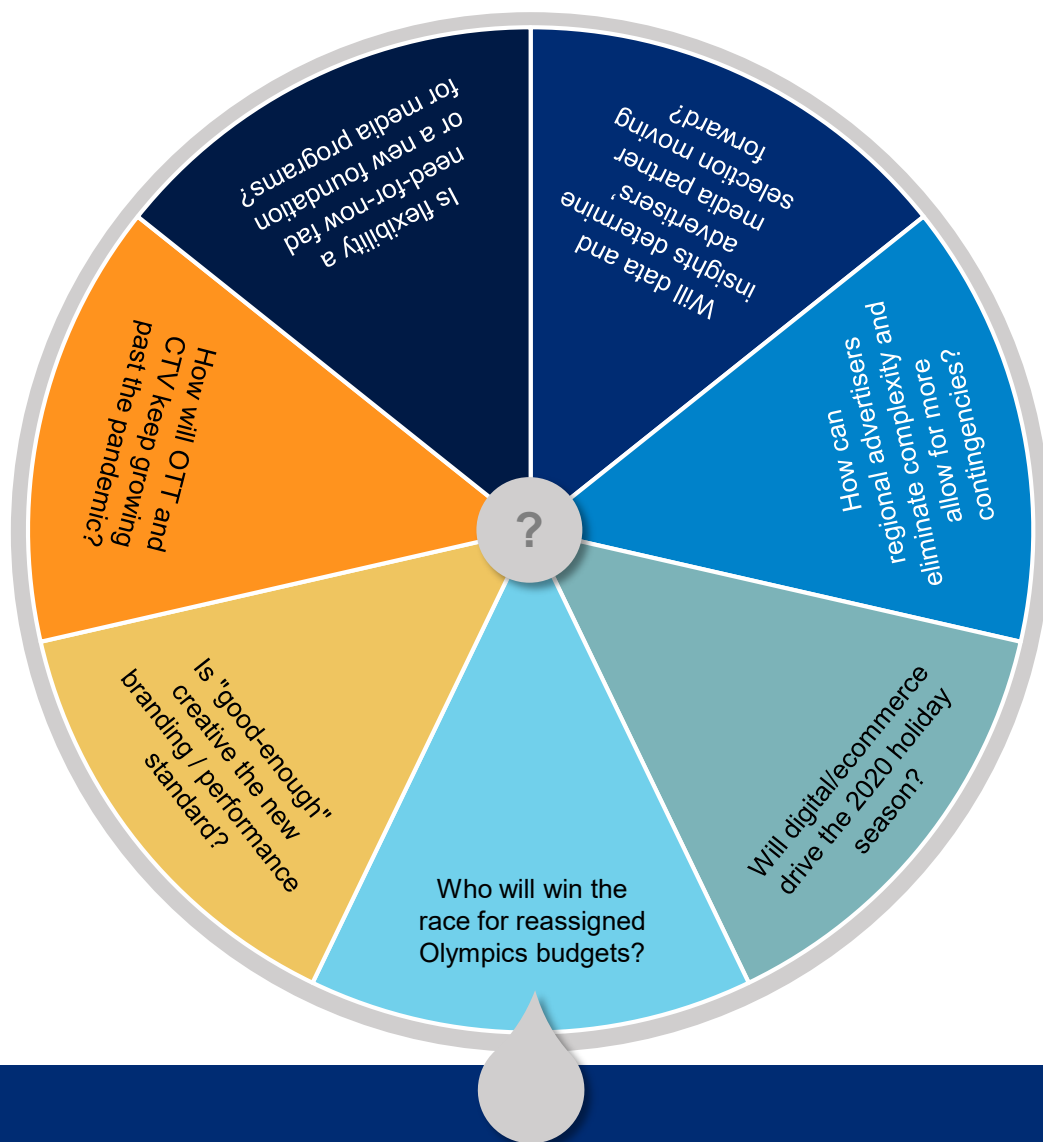 Is flexibility a
need-for-now fad
or a new foundation
for media programs?
Will data and
insights determine
advertisers’
media partner
selection moving
forward?
How can
regional advertisers
eliminate complexity and
allow for more
contingencies?
Will digital/ecommerce
drive the 2020 holiday
season?
Who will win the
race for reassigned
Olympics budgets?
Is "good-enough"
creative the new
branding / performance
standard?
How will OTT and
CTV keep growing
past the pandemic?
?